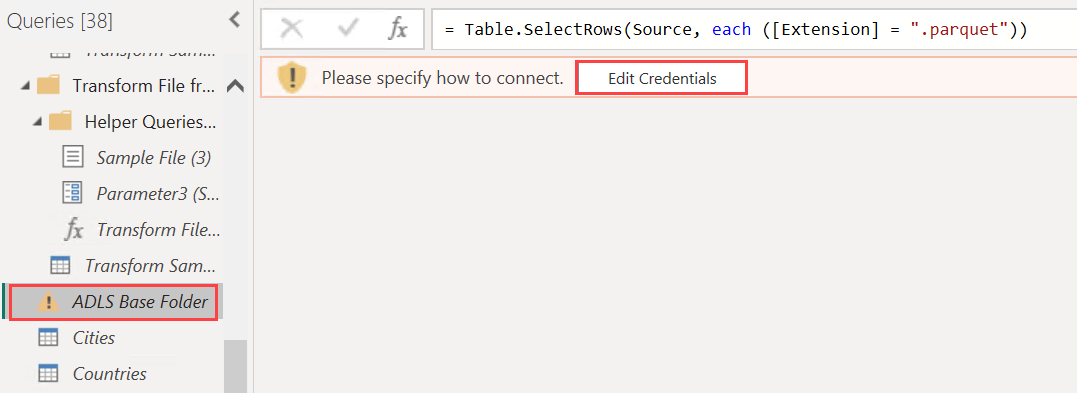 Queries [38]
Transform Sam...
Transform File fr...
Helper Queries...
Sample File (3)
Parameter3 (S...
Transform File...
Transform Sam...
ADLS Base Folder
Cities
Countries
fx
= Table.SelectRows(Source, each ([Extension] = ".parquet"))
Please specify how to connect.
Edit Credentials